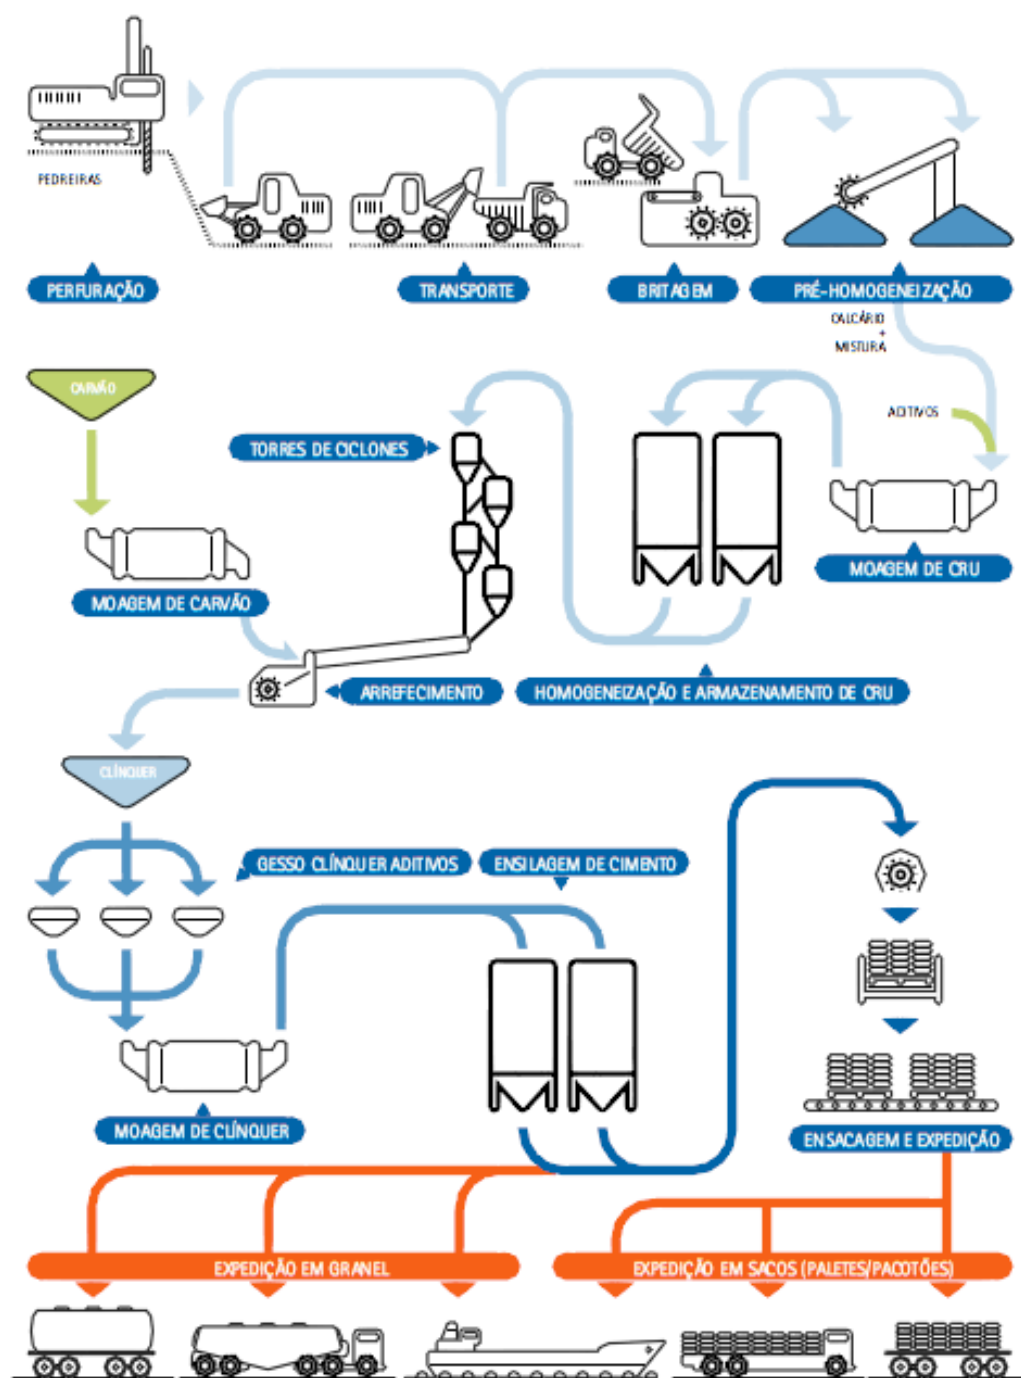 PEDREIRAS
PERFURAÇÃO
TRANSPORTE
BRITAGEM
PRÉ-HOMOGENEIZAÇÃO
CALCÁRIO
+
MISTURA
CARVÃO
ADITIVOS
TORRES DE CICLONES
MOAGEM DE CRU
MOAGEM DE CARVÃO
ARREFECIMENTO
HOMOGENEIZAÇÃO E ARMAZENAMENTO DE CRU
CLÍNQUER
GESSO CLÍNQUER ADITIVOS
ENSILAGEM DE CIMENTO
MOAGEM DE CLÍNQUER
ENSACAGEM E EXPEDIÇÃO
EXPEDIÇÃO EM GRANEL
EXPEDIÇÃO EM SACOS (PALETES/PACOTÕES)